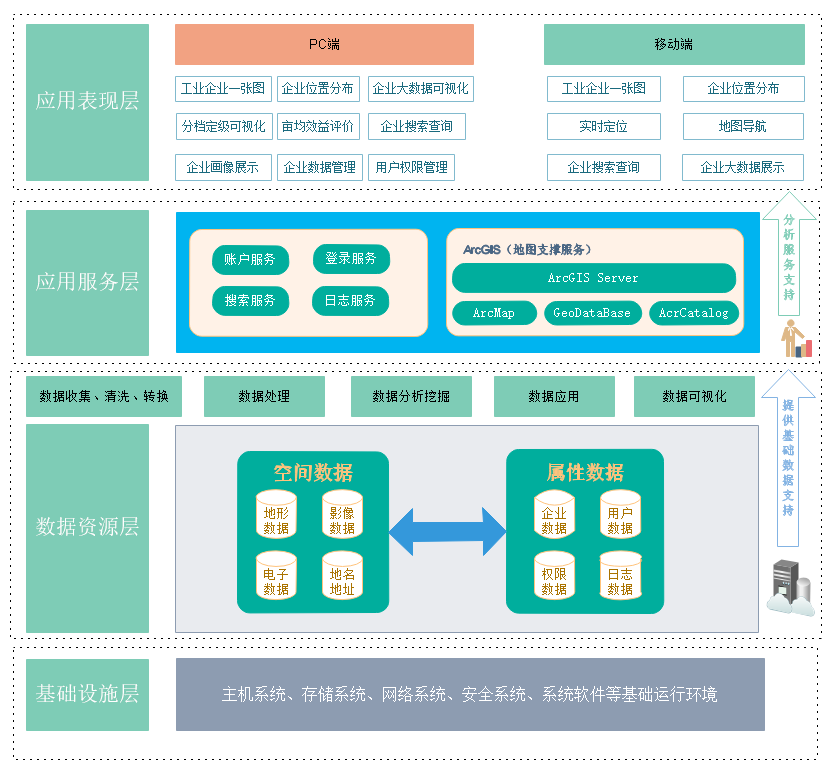 应用表现层
PC端
移动端
工业企业一张图
企业位置分布
企业大数据可视化
工业企业一张图
企业位置分布
分档定级可视化
亩均效益评价
企业搜索查询
实时定位
地图导航
企业画像展示
企业数据管理
用户权限管理
企业搜索查询
企业大数据展示
应用服务层
账户服务
登录服务
搜索服务
日志服务
ArcGIS（地图支撑服务）
ArcGIS Server
ArcMap
GeoDataBase
AcrCatalog
分析服务支持
数据收集、清洗、转换
数据处理
数据分析挖掘
数据应用
数据可视化
数据资源层
空间数据
地形
数据
影像
数据
电子
数据
地名
地址
属性数据
企业
数据
用户
数据
权限
数据
日志
数据
提供基础数据支持
基础设施层
主机系统、存储系统、网络系统、安全系统、系统软件等基础运行环境